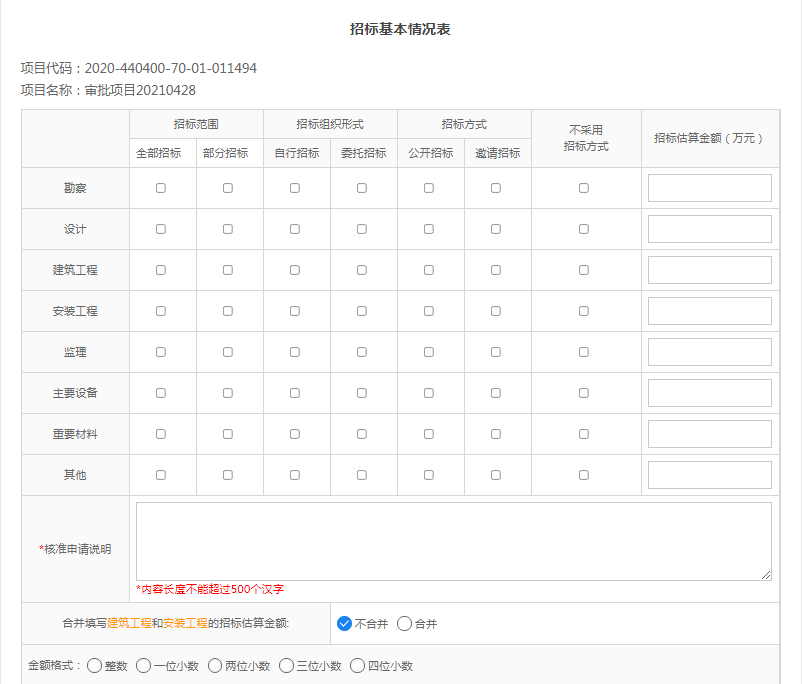 招标基本情况表
项目代码：2020-440400-70-01-011494
项目名称：审批项目20210428
招标范围 招标组织形式 招标方式 不采用 招标方式 招标估算金额（万元）
全部招标 部分招标 自行招标 委托招标 公开招标 邀请招标
勘察
设计
建筑工程
安装工程
监理
主要设备
重要材料
其他
*核准申请说明
*内容长度不能超过500个汉字
合并填写建筑工程和安装工程的招标估算金额: 不合并 合并
金额格式： 整数 一位小数 两位小数 三位小数 四位小数